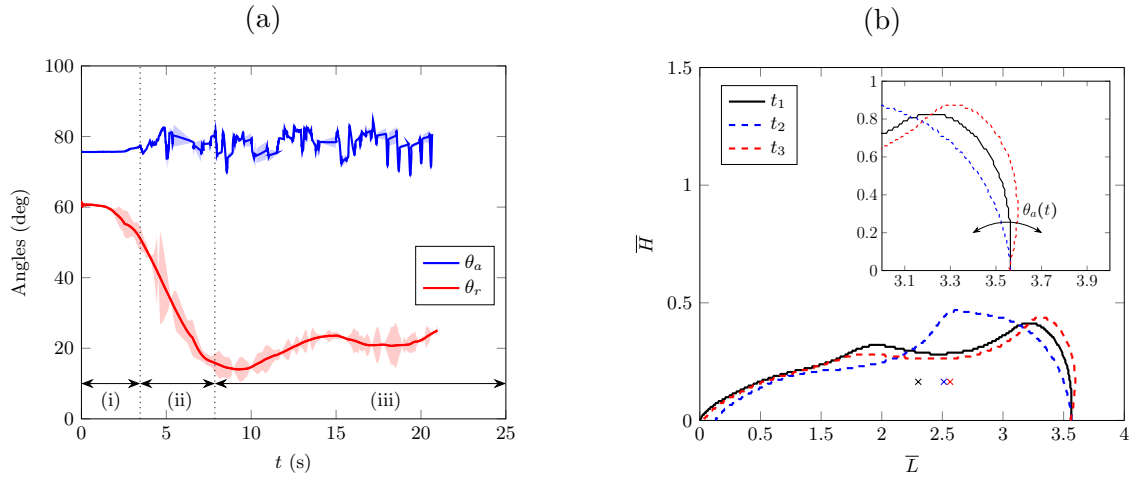 (a)
Angles (deg)
100
80
60
40
20
0
θₐ
θᵣ
(i)
(ii)
(iii)
0 5 10 15 20 25
t (s)
(b)
H̅
1.5
1
0.5
0
t₁
t₂
t₃
1
0.8
0.6
0.4
0.2
0
θₐ(t)
3.1 3.3 3.5 3.7 3.9
0 0.5 1.5 2 2.5 3 3.5 4
L̅